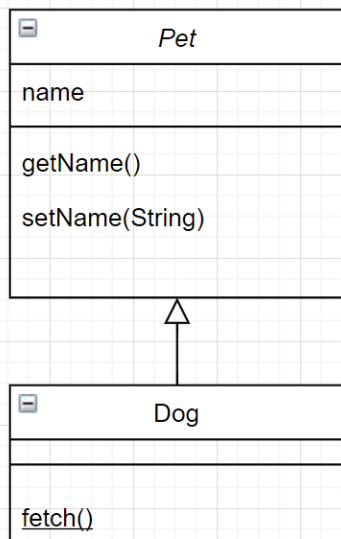 Pet
name
getName()
setName(String)
Dog
fetch()